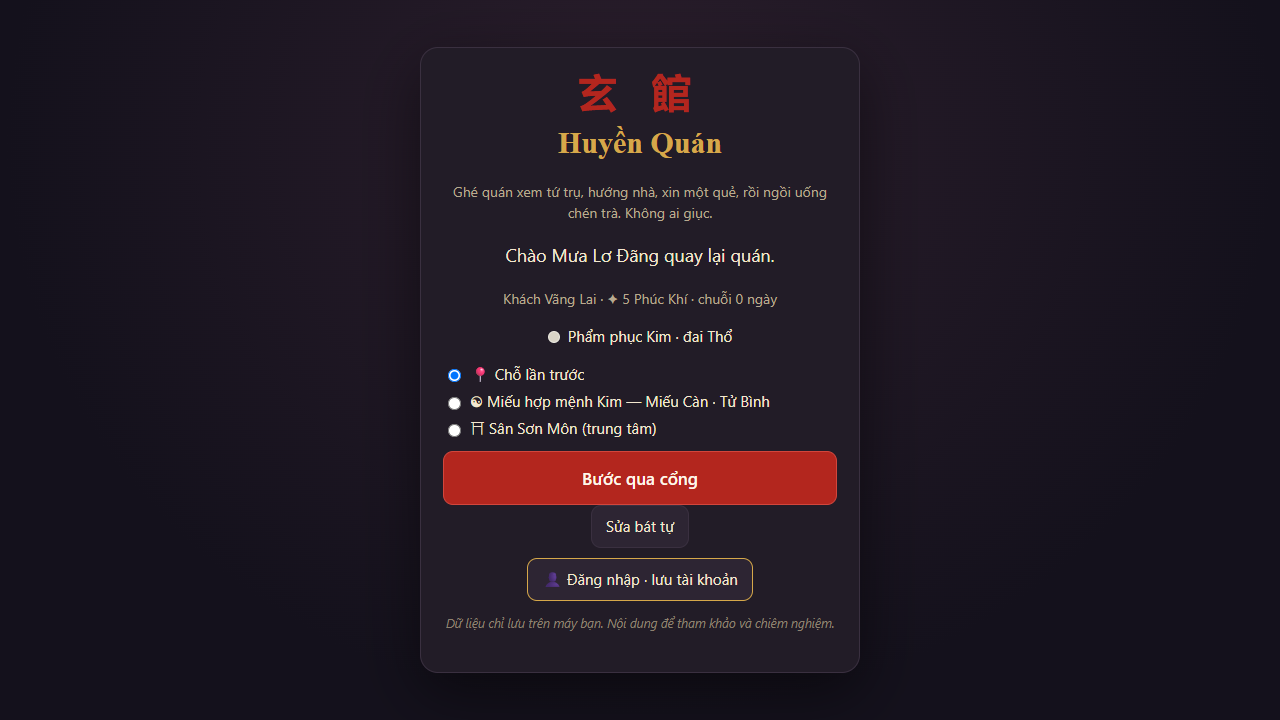 玄 館
Huyền Quán
Ghé quán xem tứ trụ, hướng nhà, xin một quẻ, rồi ngồi uống
chén trà. Không ai giục.
Chào Mưa Lơ Đãng quay lại quán.
Khách Vãng Lai · ✦ 5 Phúc Khí · chuỗi 0 ngày
Phẩm phục Kim · đai Thổ
📍 Chỗ lần trước
☯ Miếu hợp mệnh Kim — Miếu Càn · Tử Bình
⛩ Sân Sơn Môn (trung tâm)
Bước qua cổng
Sửa bát tự
👤 Đăng nhập · lưu tài khoản
Dữ liệu chỉ lưu trên máy bạn. Nội dung để tham khảo và chiêm nghiệm.